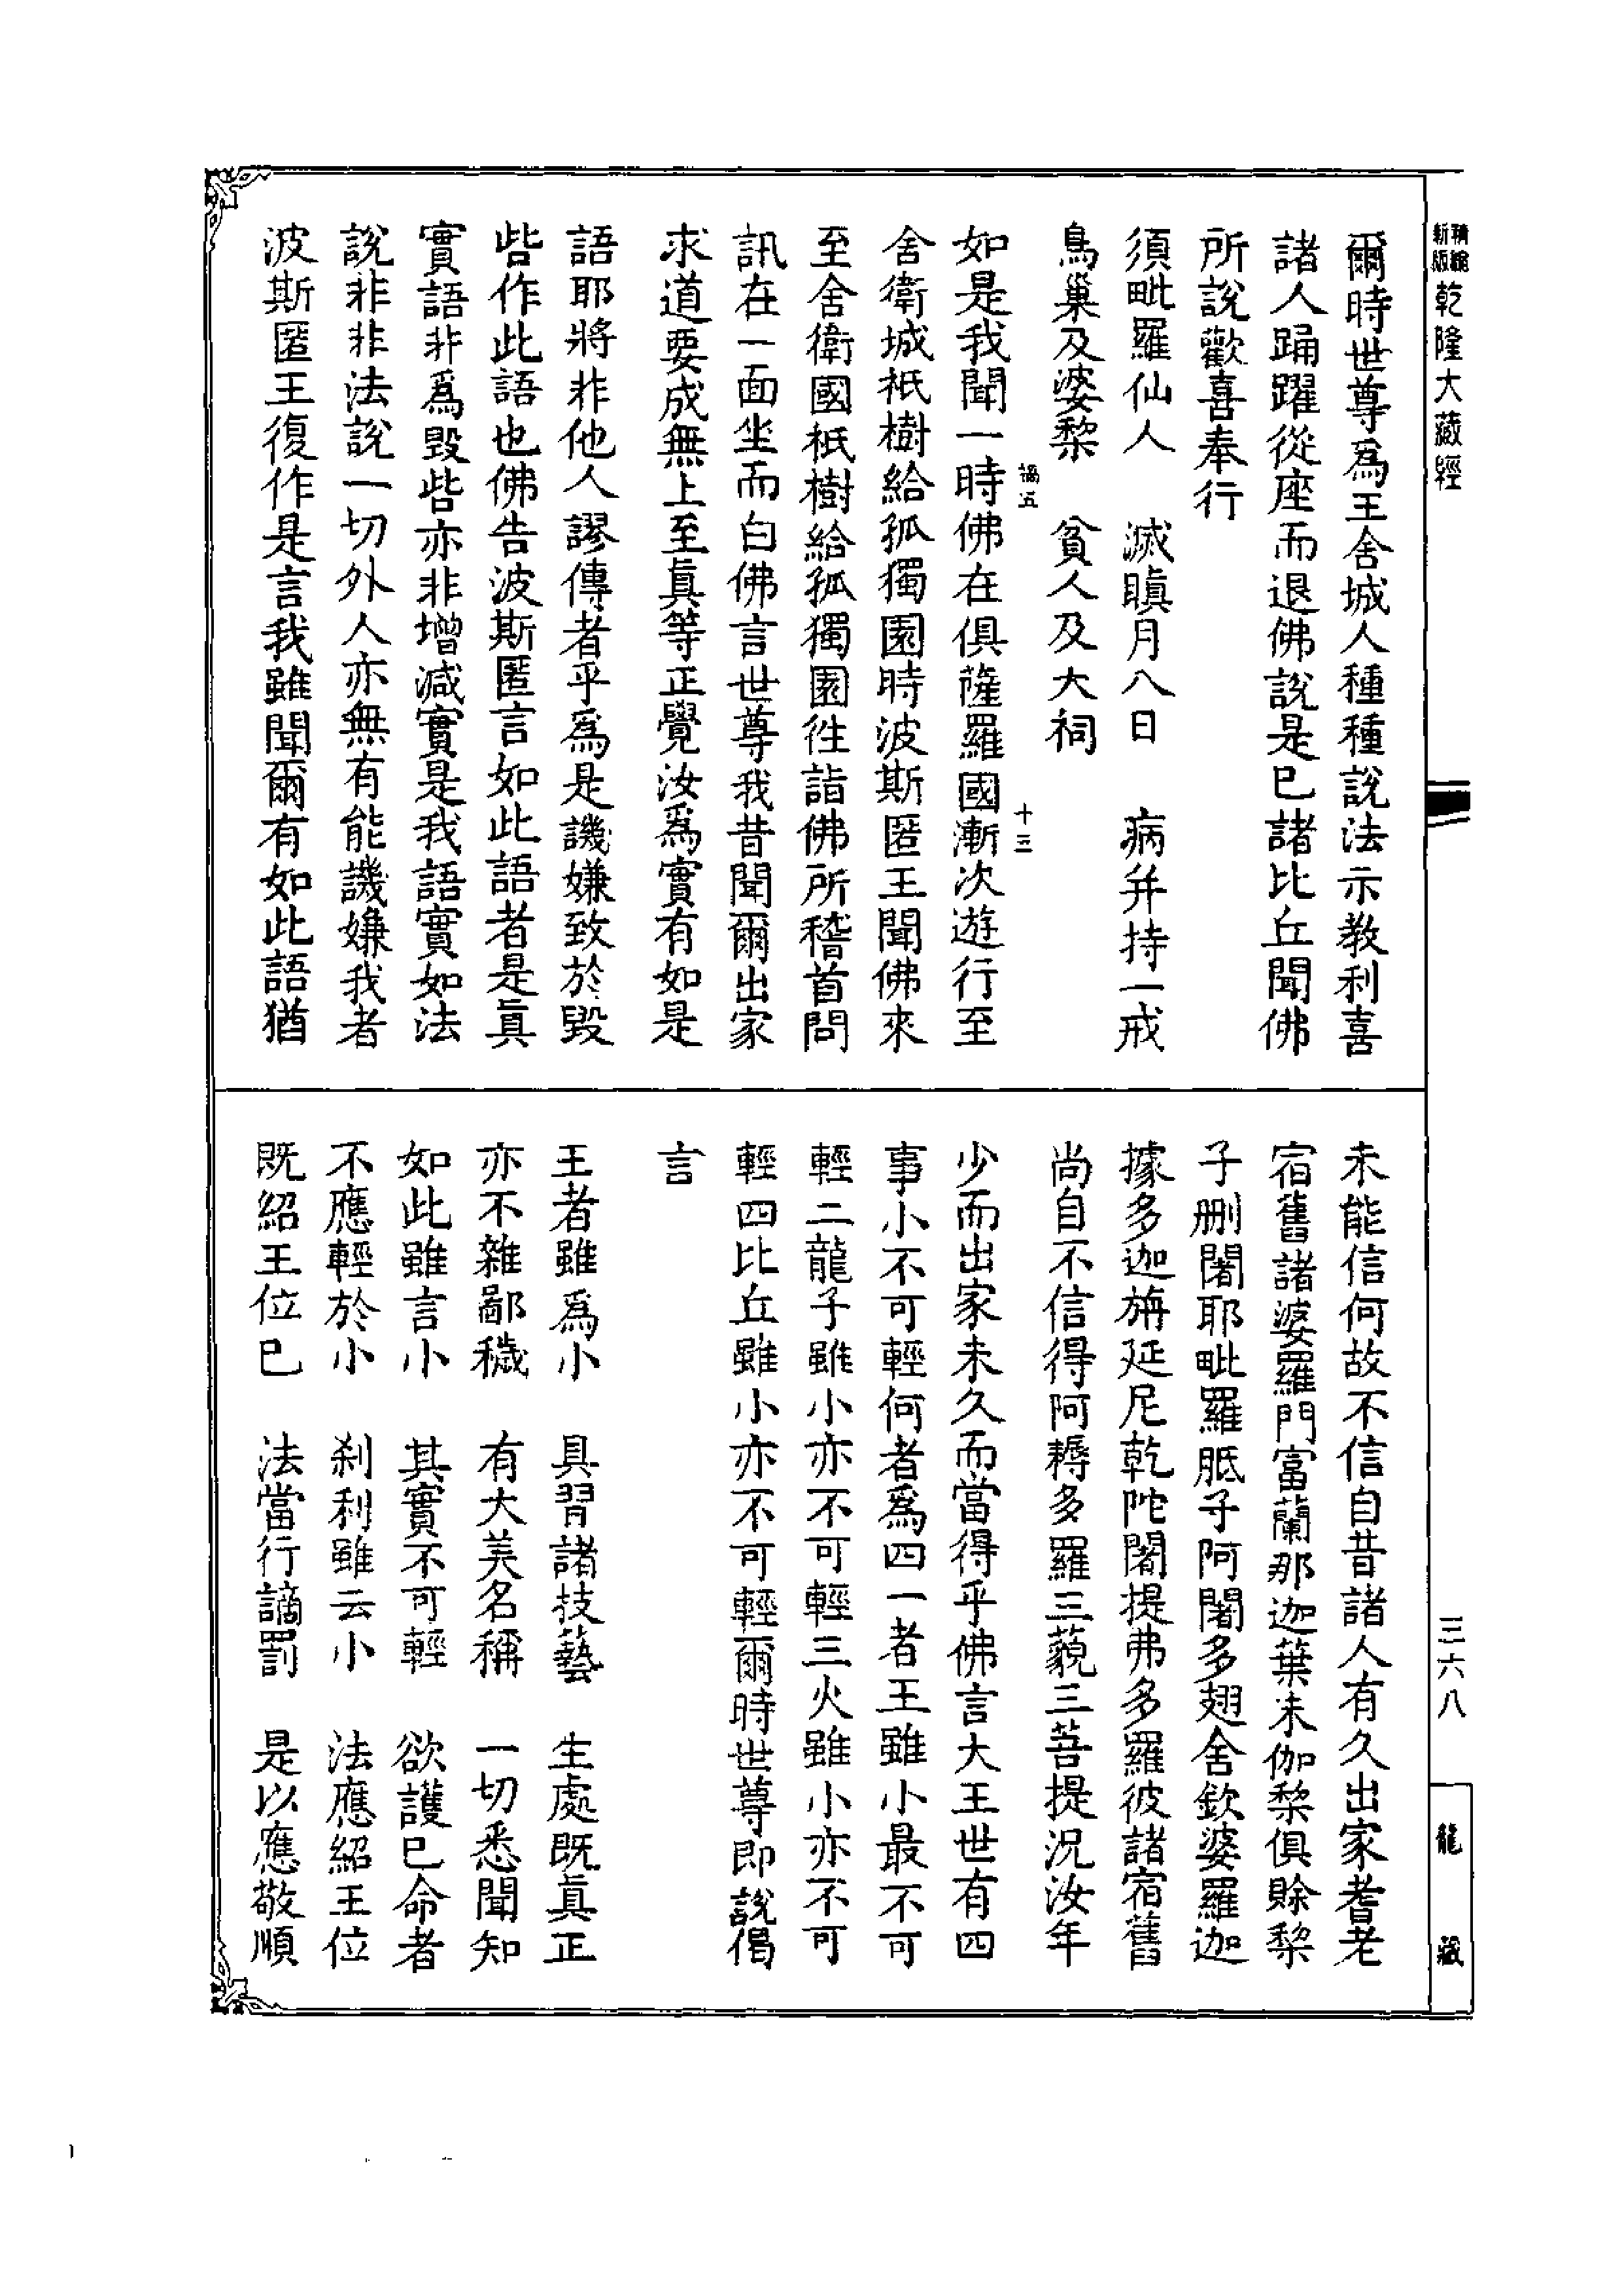 精縮
新版
乾隆大藏經
爾時世尊爲王舍城人種種說法示教利喜
諸人踊躍從座而退佛說是已諸比丘聞佛
所說歡喜奉行
須毗羅仙人　滅瞋月八日　病并持一戒
鳥巢及婆梨　貧人及大祠
禍五　十三
如是我聞一時佛在俱薩羅國漸次遊行至
舍衛城祇樹給孤獨園時波斯匿王聞佛來
至舍衛國祇樹給孤獨園往詣佛所稽首問
訊在一面坐而白佛言世尊我昔聞爾出家
求道要成無上至真等正覺汝爲實有如是
語耶將非他人謬傳者乎爲是譏嫌致於毀
呰作此語也佛告波斯匿言如此語者是真
實語非爲毀呰亦非增減實是我語實如法
說非非法說一切外人亦無有能譏嫌我者
波斯匿王復作是言我雖聞爾有如此語猶
未能信何故不信自昔諸人有久出家耆老
宿舊諸婆羅門富蘭那迦葉末伽梨俱賒梨
子刪闍耶毗羅胝子阿闍多翅舍欽婆羅迦
據多迦旃延尼乾陀闍提弗多羅彼諸宿舊
尚自不信得阿耨多羅三藐三菩提況汝年
少而出家未久而當得乎佛言大王世有四
事小不可輕何者爲四一者王雖小最不可
輕二龍子雖小亦不可輕三火雖小亦不可
輕四比丘雖小亦不可輕爾時世尊即說偈
言
王者雖爲小　具習諸技藝　生處既真正
亦不雜鄙穢　有大美名稱　一切悉聞知
如此雖言小　其實不可輕　欲護已命者
不應輕於小　刹利雖云小　法應紹王位
既紹王位已　法當行謫罰　是以應敬順
三六八
龍藏